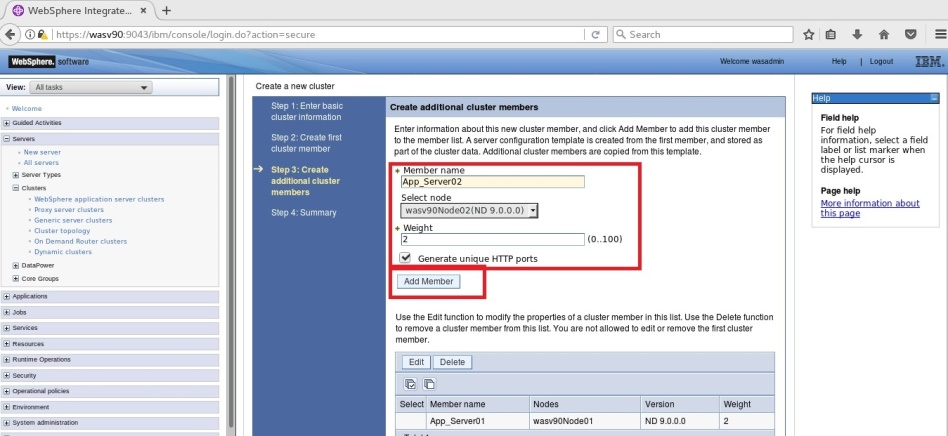 WebSphere Integrate...
https://wasv90:9043/ibm/console/login.do?action=secure
Search
WebSphere. software
Welcome wasadmin
Help | Logout
IBM.
View: All tasks
Welcome
Guided Activities
Servers
New server
All servers
Server Types
Clusters
WebSphere application server clusters
Proxy server clusters
Generic server clusters
Cluster topology
On Demand Router clusters
Dynamic clusters
DataPower
Core Groups
Applications
Jobs
Services
Resources
Runtime Operations
Security
Operational policies
Environment
System administration
Create a new cluster
Step 1: Enter basic
cluster information
Step 2: Create first
cluster member
Step 3: Create
additional cluster
members
Step 4: Summary
Create additional cluster members
Enter information about this new cluster member, and click Add Member to add this cluster member
to the member list. A server configuration template is created from the first member, and stored as
part of the cluster data. Additional cluster members are copied from this template.
Member name
App_Server02
Select node
wasv90Node02(ND 9.0.0.0)
Weight
2 (0..100)
Generate unique HTTP ports
Add Member
Use the Edit function to modify the properties of a cluster member in this list. Use the Delete function
to remove a cluster member from this list. You are not allowed to edit or remove the first cluster
member.
Edit Delete
Select Member name Nodes Version Weight
App_Server01 wasv90Node01 ND 9.0.0.0 2
Help
Field help
For field help
information, select a field
label or list marker when
the help cursor is
displayed.
Page help
More information about
this page